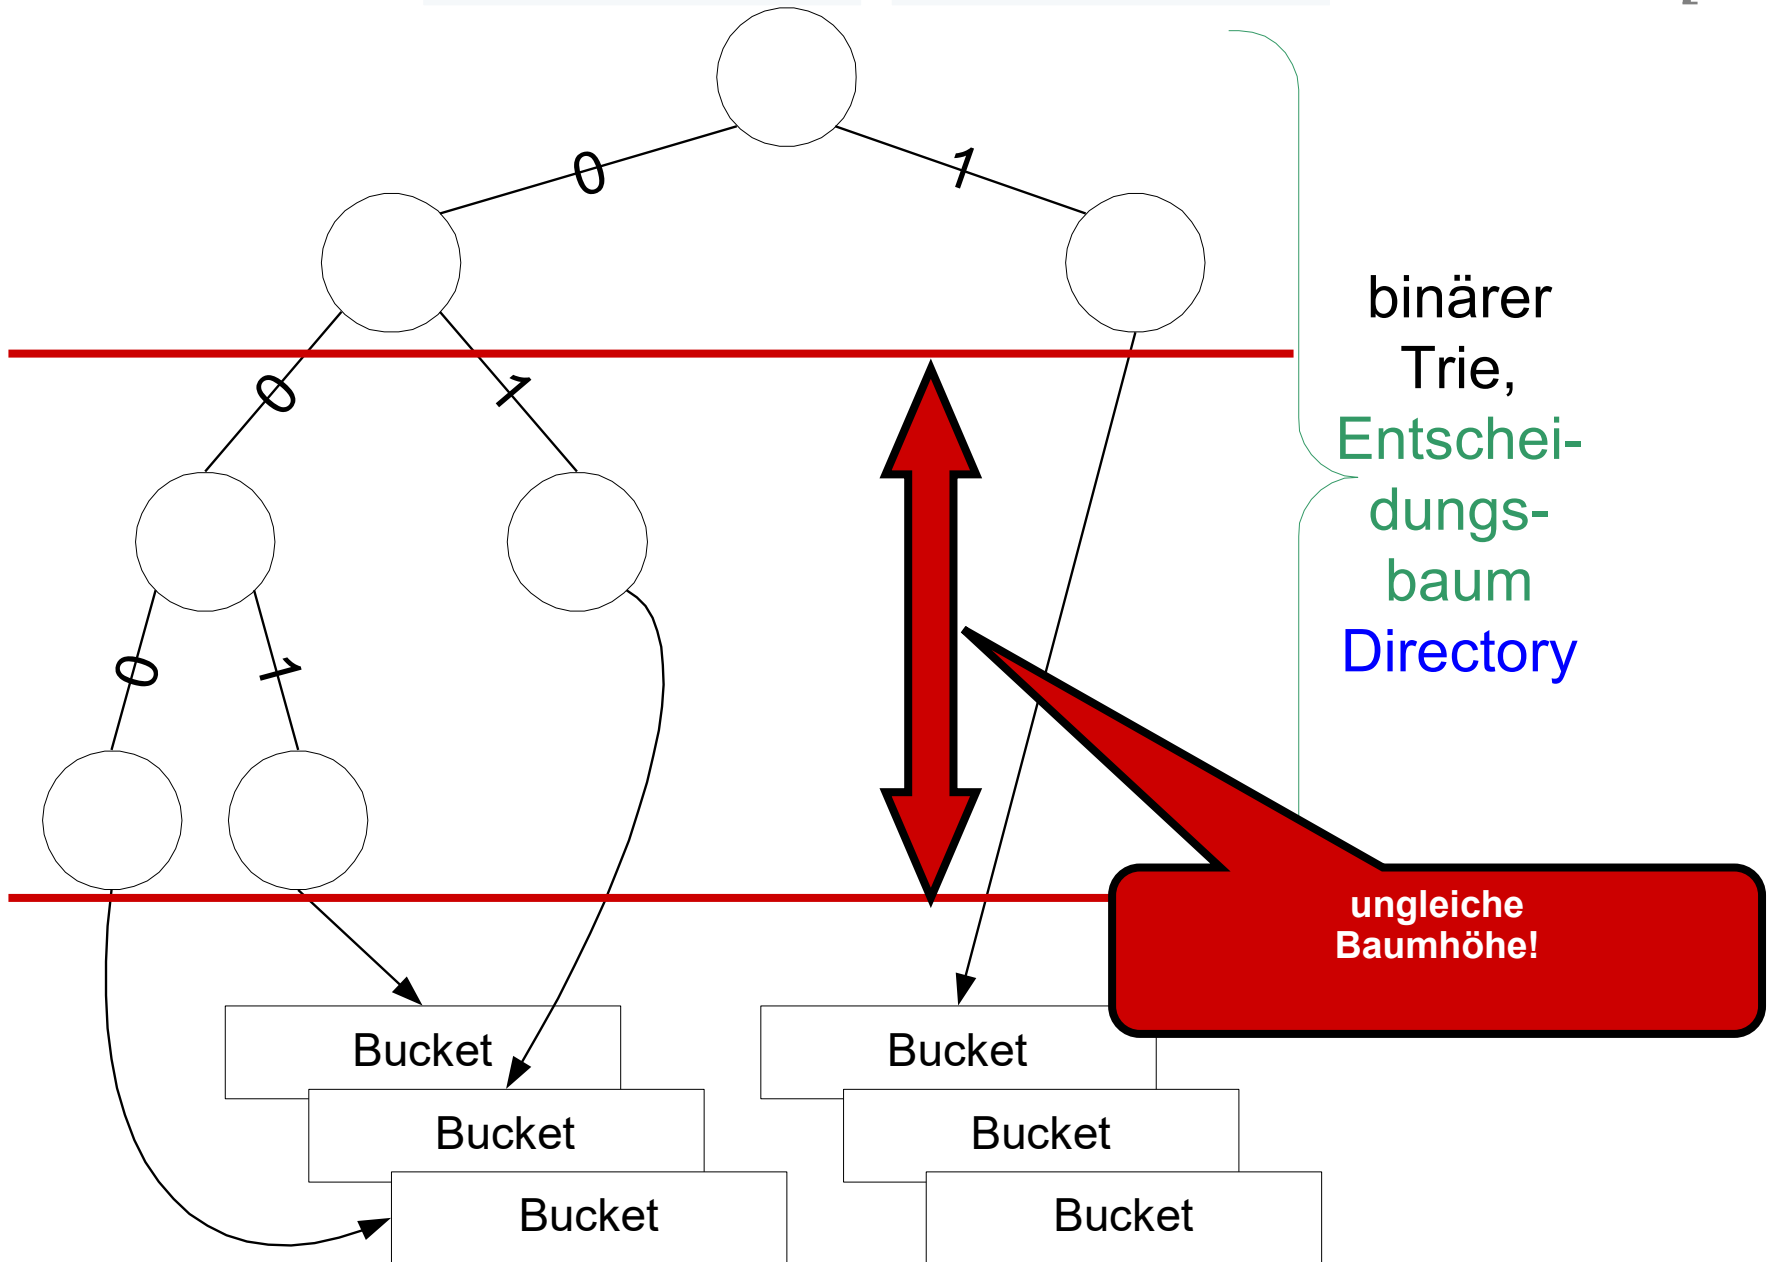 0
1
0
1
0
1
binärer
Trie,
Entschei-
dungs-
baum
Directory
ungleiche
Baumhöhe!
Bucket
Bucket
Bucket
Bucket
Bucket
Bucket